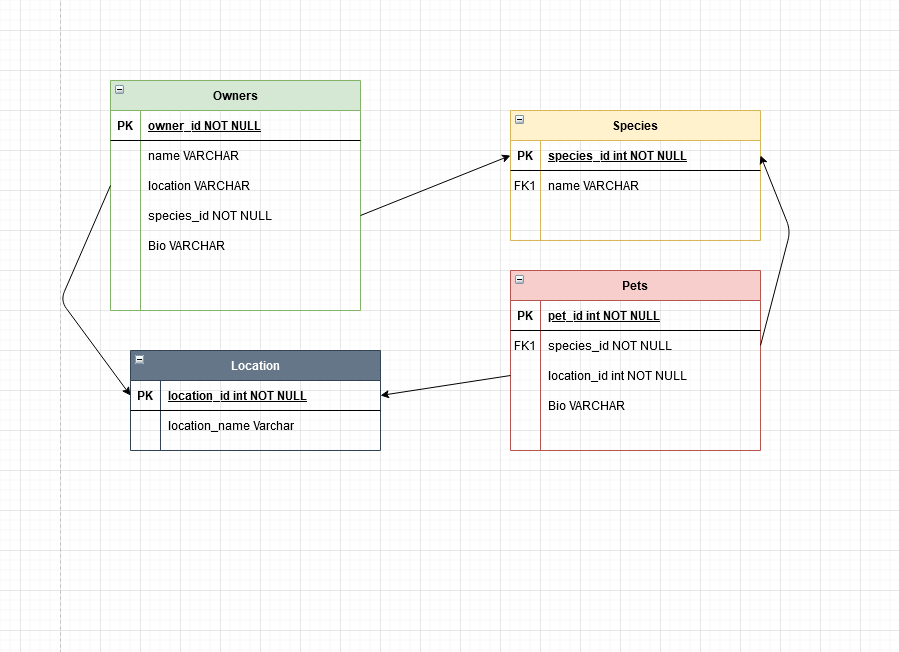 Owners
PK owner_id NOT NULL
name VARCHAR
location VARCHAR
species_id NOT NULL
Bio VARCHAR
Species
PK species_id int NOT NULL
FK1 name VARCHAR
Pets
PK pet_id int NOT NULL
FK1 species_id NOT NULL
location_id int NOT NULL
Bio VARCHAR
Location
PK location_id int NOT NULL
location_name Varchar